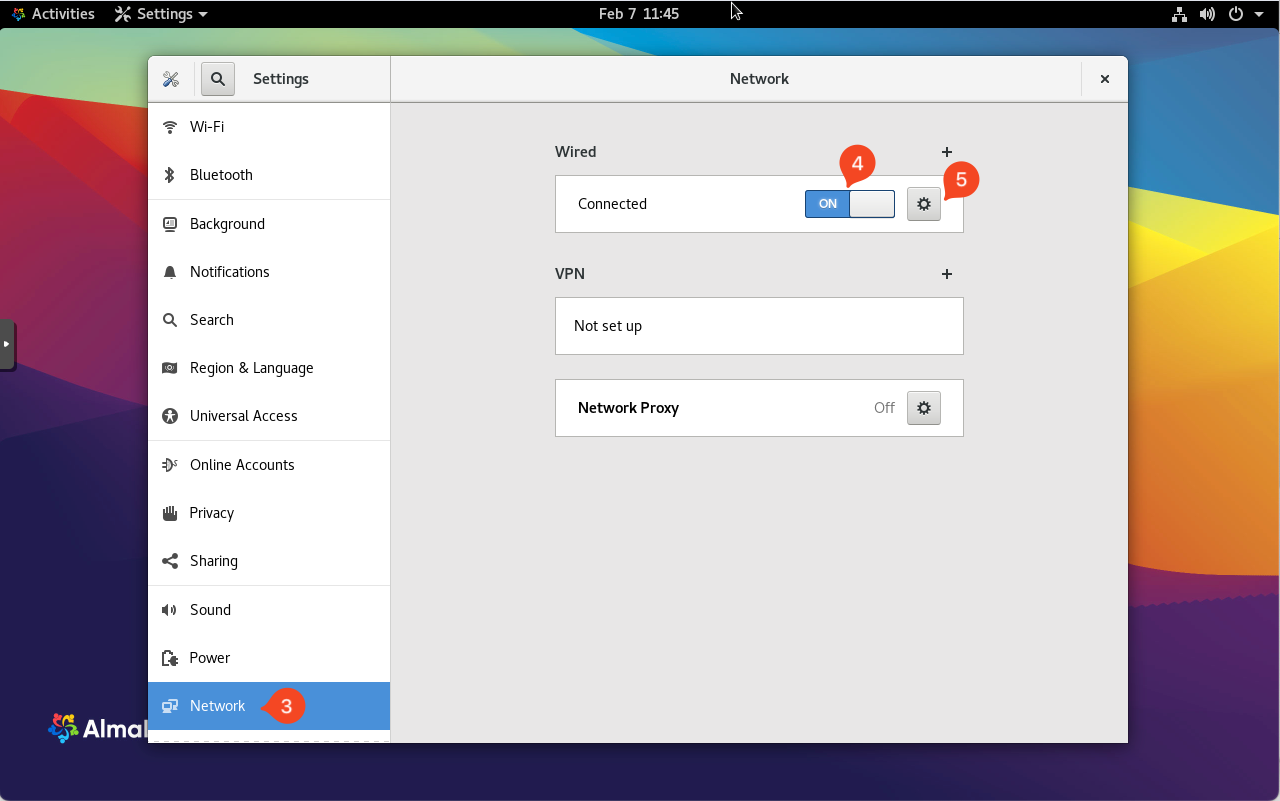 Activities Settings Feb 7 11:45
Settings Network
Wi-Fi
Bluetooth
Background
Notifications
Search
Region & Language
Universal Access
Online Accounts
Privacy
Sharing
Sound
Power
Network 3
Wired
4
5
Connected ON
VPN
Not set up
Network Proxy Off
Almal